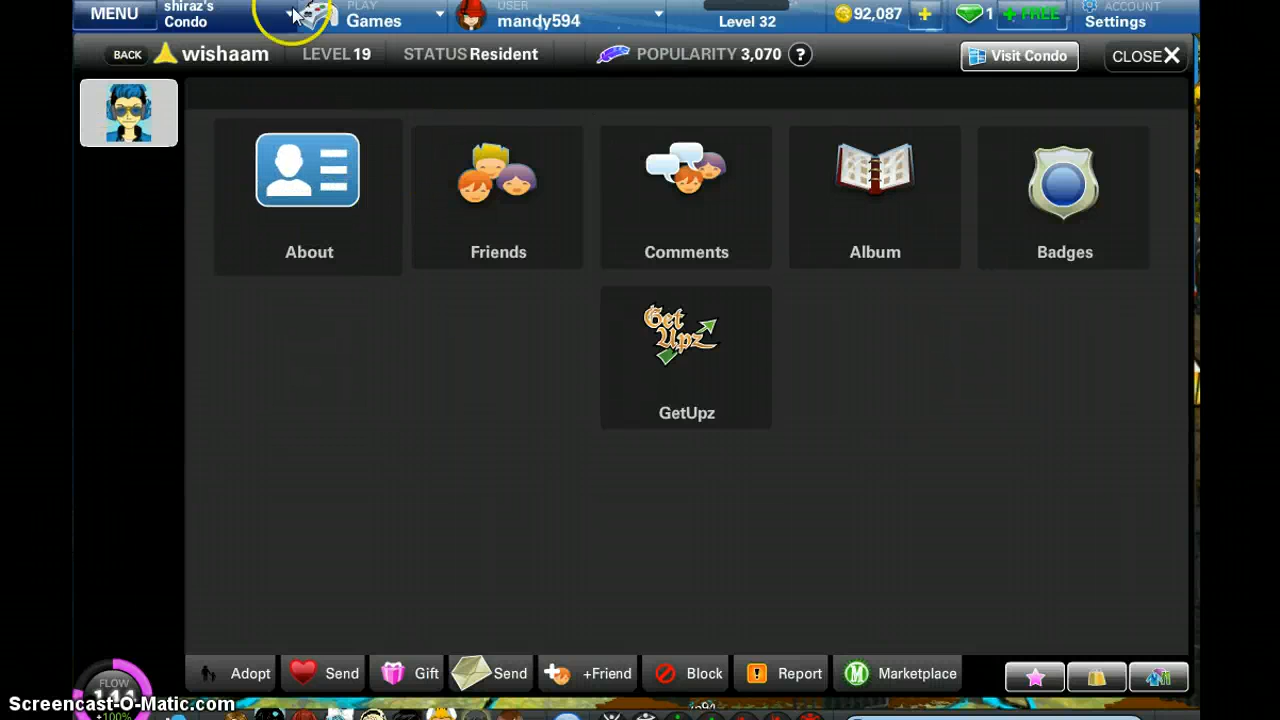 MENU
shiraz's
Condo
PLAY
Games
USER
mandy594
Level 32
92,087
+
1
+ FREE
ACCOUNT
Settings
BACK
wishaam
LEVEL 19
STATUS Resident
POPULARITY 3,070
?
Visit Condo
CLOSE X
About
Friends
Comments
Album
Badges
Get
Upz
GetUpz
Adopt
Send
Gift
Send
+Friend
Block
Report
M
Marketplace
FLOW
+100%
Screencast-O-Matic.com